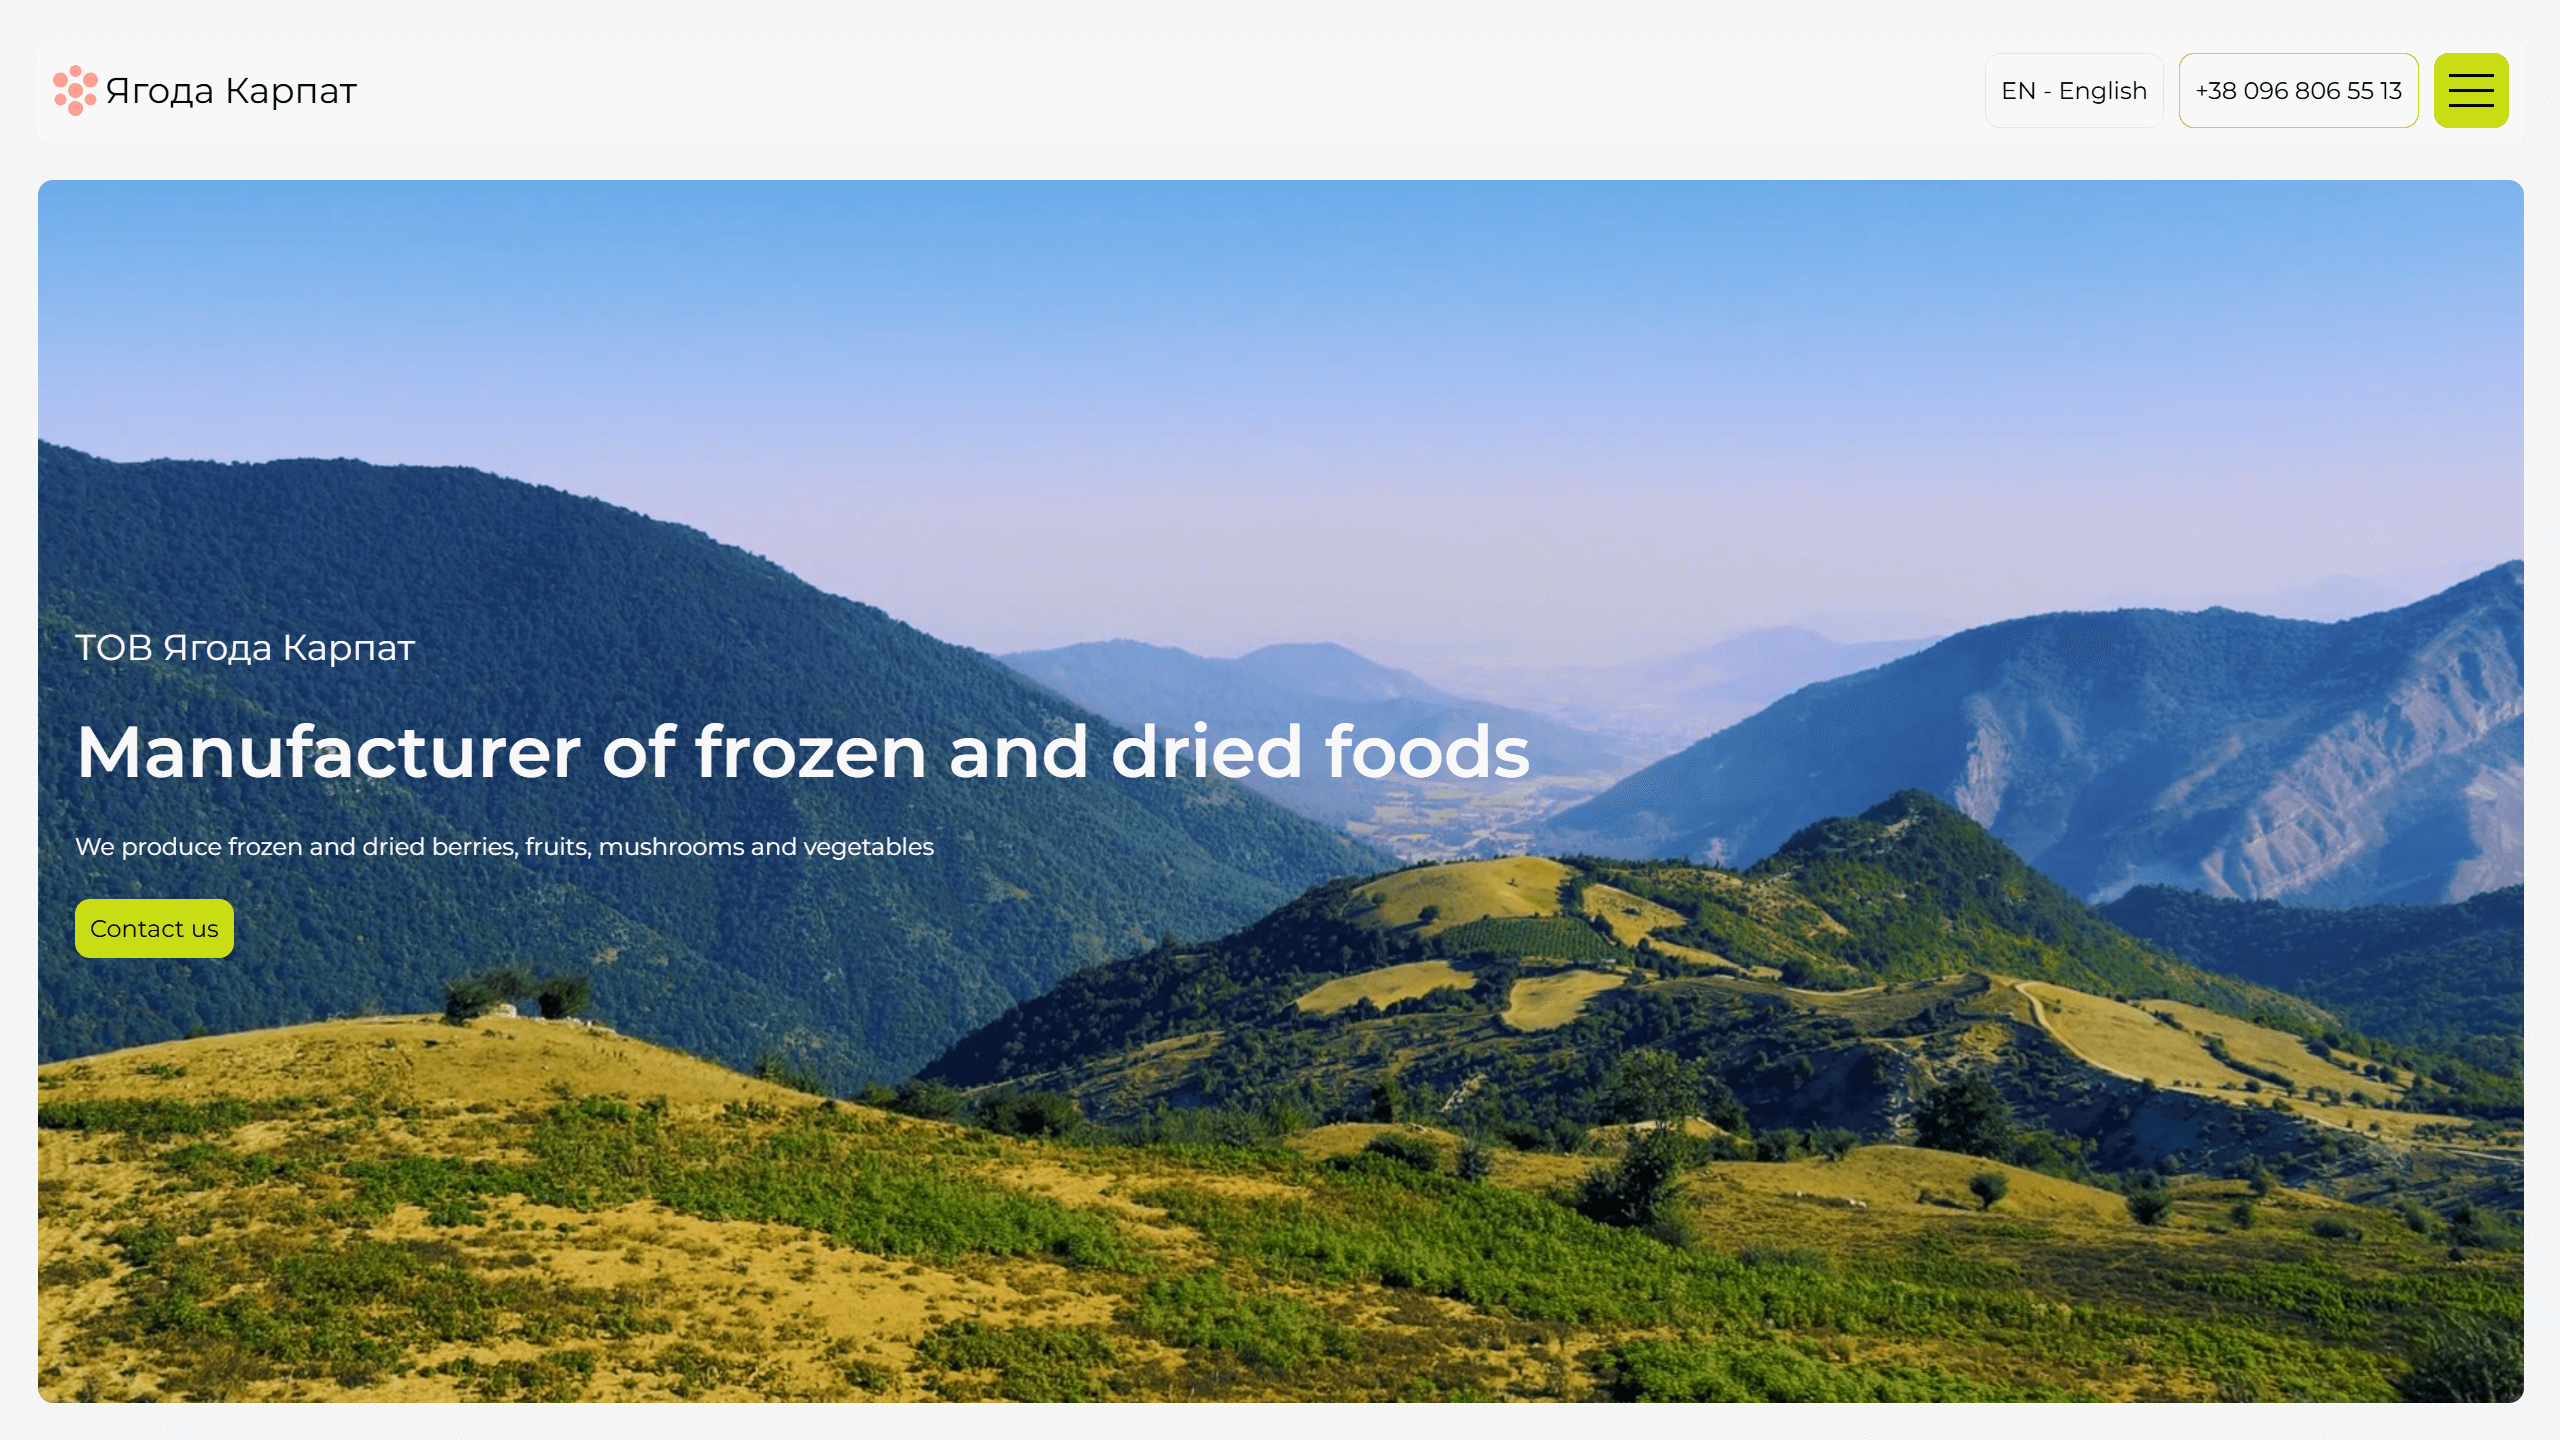 Ягода Карпат
EN - English
+38 096 806 55 13
ТОВ Ягода Карпат
Manufacturer of frozen and dried foods
We produce frozen and dried berries, fruits, mushrooms and vegetables
Contact us